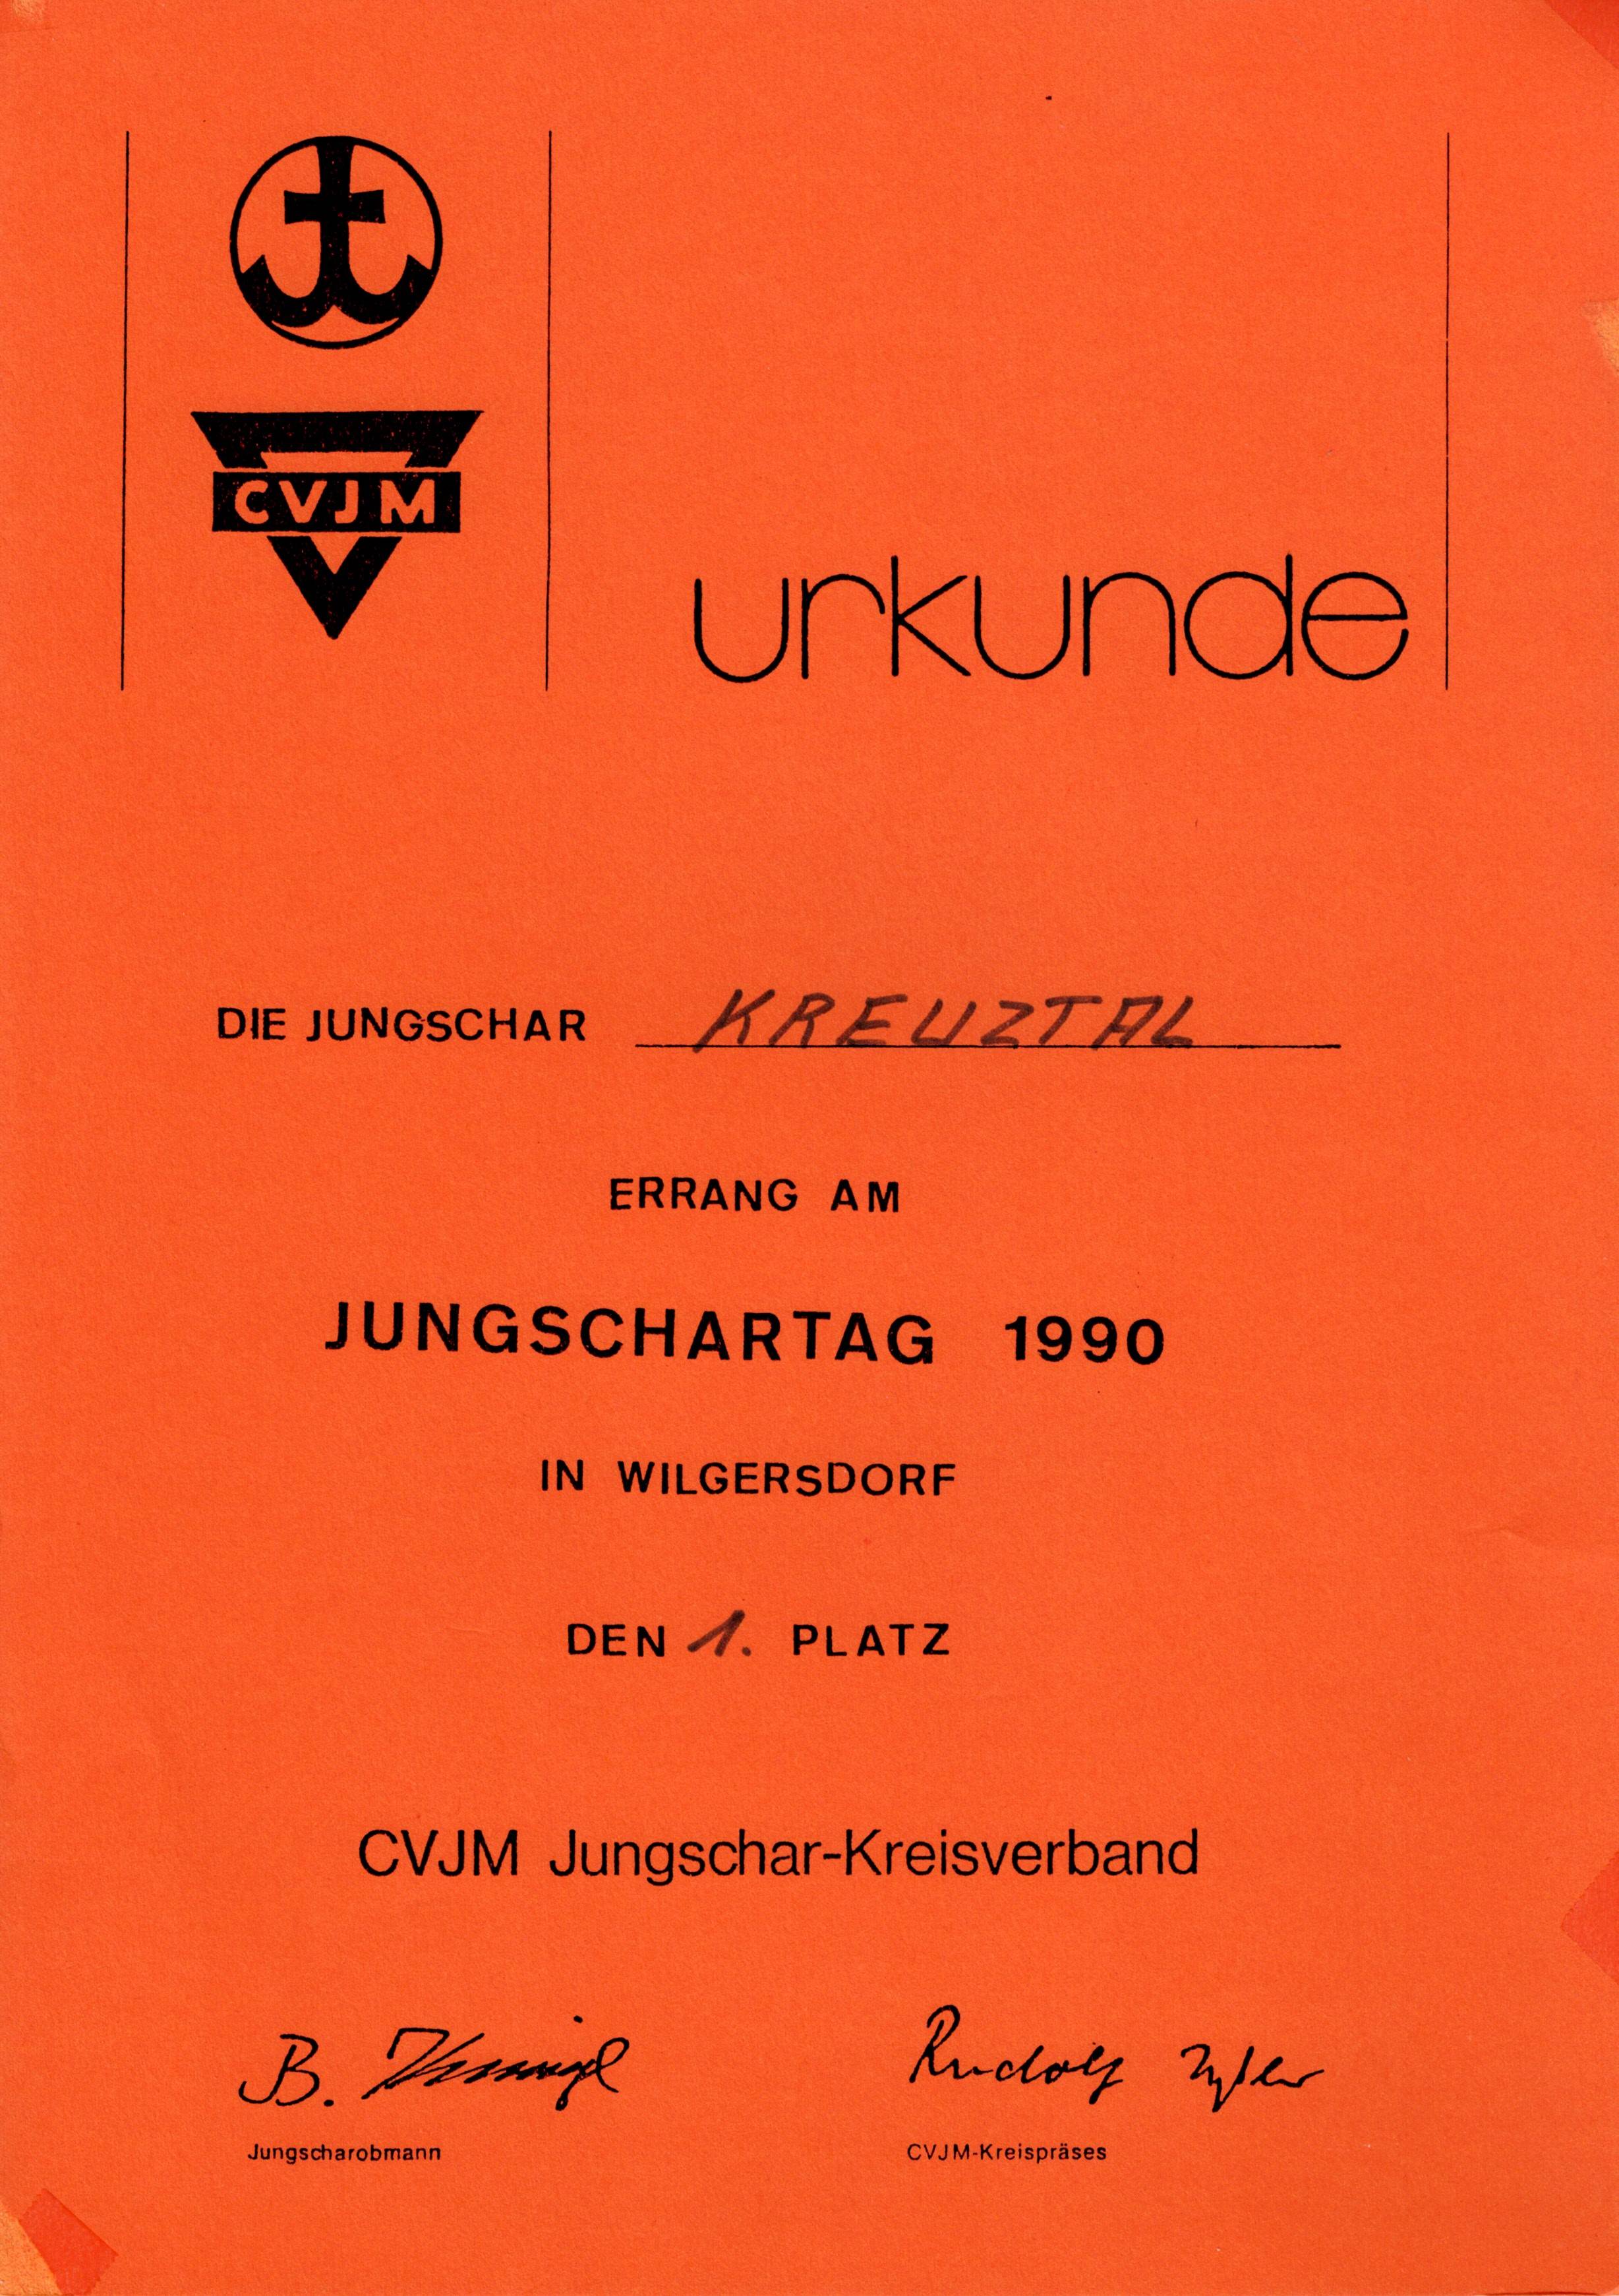 CVJM
urkunde
DIE JUNGSCHAR KREUZTAL
ERRANG AM
JUNGSCHARTAG 1990
IN WILGERSDORF
DEN 1. PLATZ
CVJM Jungschar-Kreisverband
B.
Rudolf
Jungscharobmann
CVJM-Kreispräses